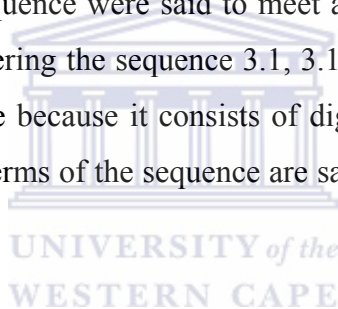 quence were said to meet a
ering the sequence 3.1, 3.1
because it consists of dig
erms of the sequence are sa
UNIVERSITY of the
WESTERN CAPE